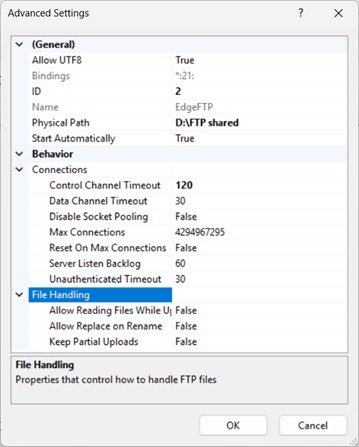 Advanced Settings ? ×
(General)
Allow UTF8 True
Bindings *:21:
ID 2
Name EdgeFTP
Physical Path D:\FTP shared
Start Automatically True
Behavior
Connections
Control Channel Timeout 120
Data Channel Timeout 30
Disable Socket Pooling False
Max Connections 4294967295
Reset On Max Connections False
Server Listen Backlog 60
Unauthenticated Timeout 30
File Handling
Allow Reading Files While Up False
Allow Replace on Rename False
Keep Partial Uploads False
File Handling
Properties that control how to handle FTP files
OK Cancel